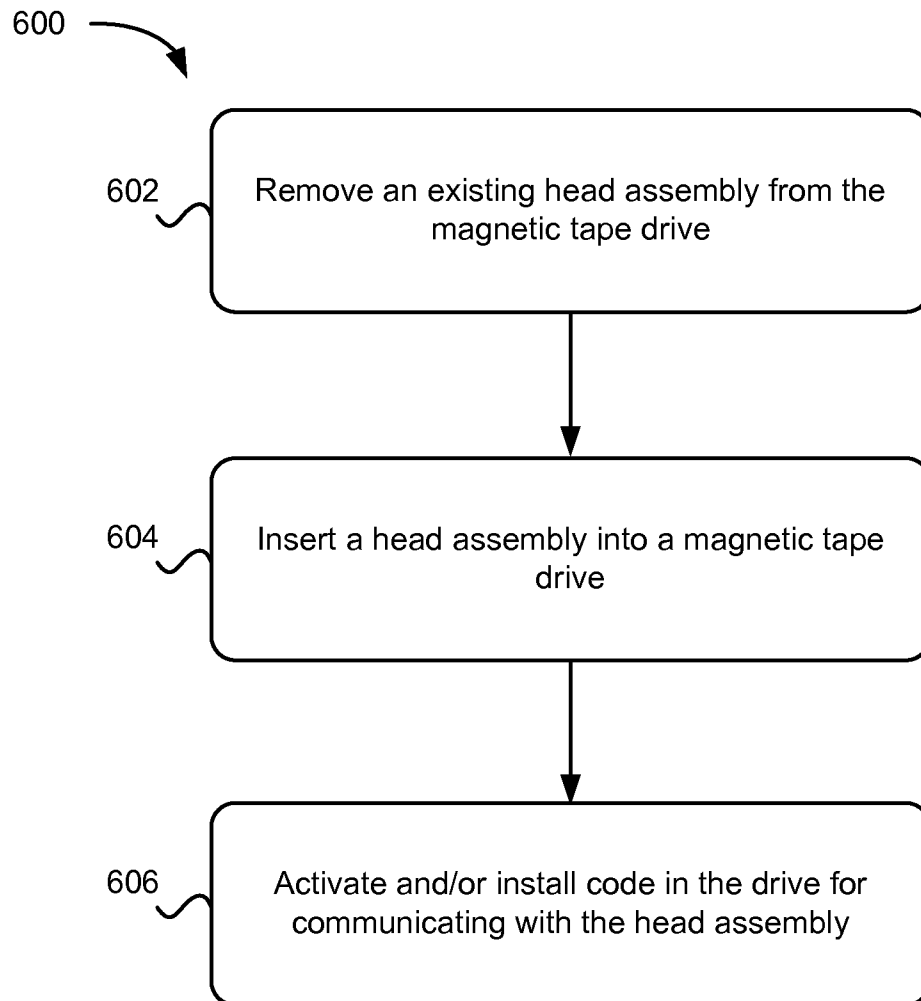 600
602
Remove an existing head assembly from the
magnetic tape drive
604
Insert a head assembly into a magnetic tape
drive
606
Activate and/or install code in the drive for
communicating with the head assembly